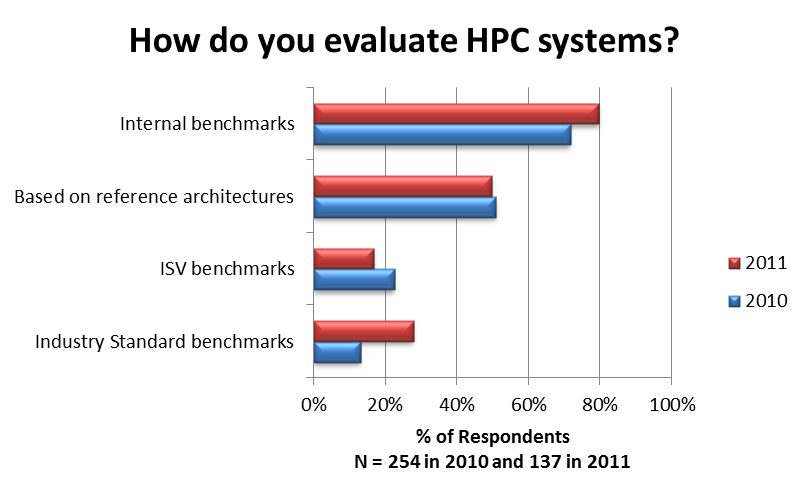 How do you evaluate HPC systems?
Internal benchmarks
Based on reference architectures
ISV benchmarks
Industry Standard benchmarks
2011
2010
0% 20% 40% 60% 80% 100%
% of Respondents
N = 254 in 2010 and 137 in 2011